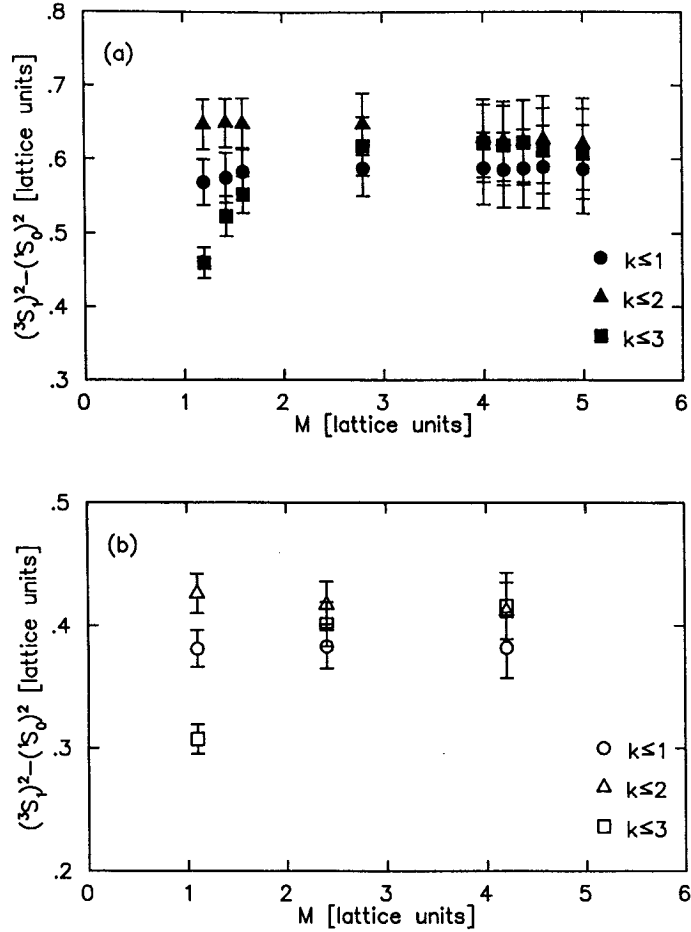 (a)
.8
.7
.6
.5
.4
.3
(³S₁)²−(¹S₀)² [lattice units]
k≤1
k≤2
k≤3
0 1 2 3 4 5 6
M [lattice units]
(b)
.5
.4
.3
.2
(³S₁)²−(¹S₀)² [lattice units]
k≤1
k≤2
k≤3
0 1 2 3 4 5 6
M [lattice units]